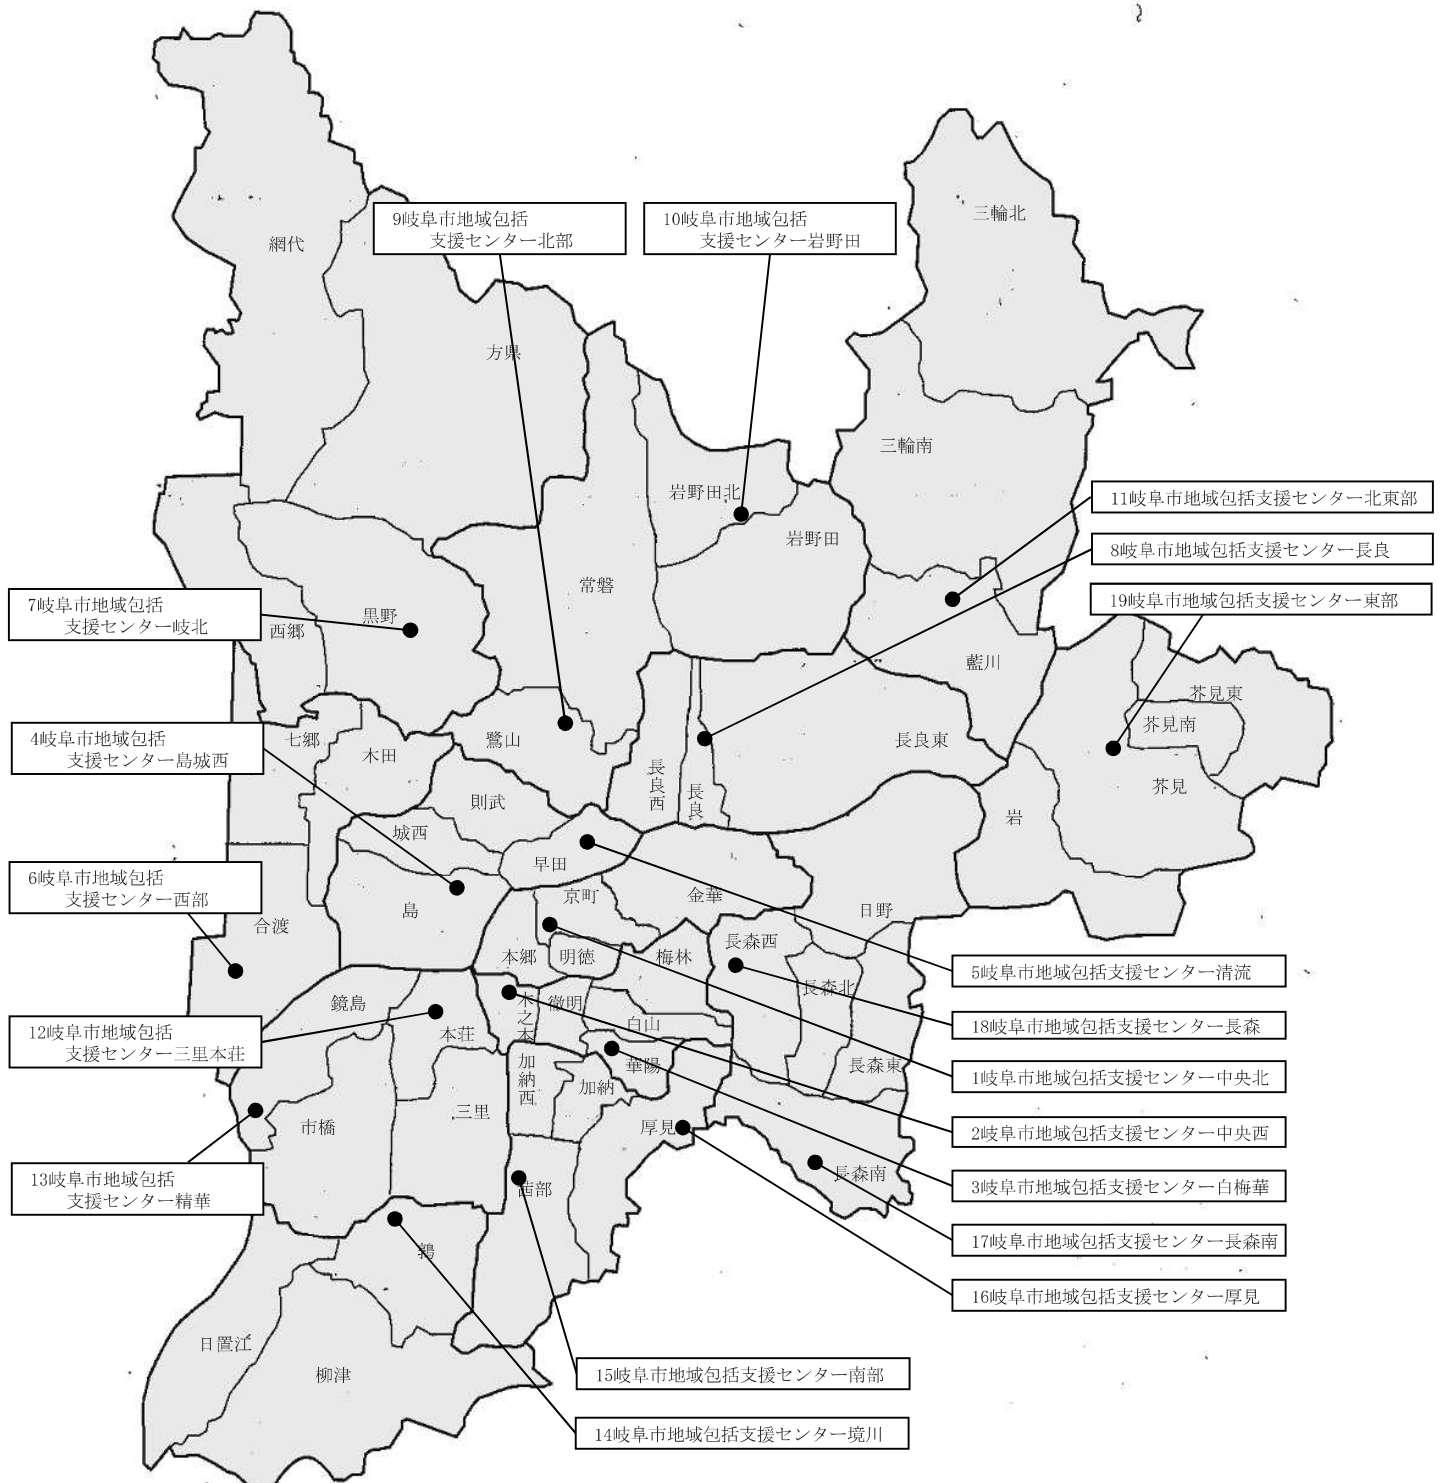 三輪北
9岐阜市地域包括
支援センター北部
10岐阜市地域包括
支援センター岩野田
網代
方県
三輪南
岩野田北
11岐阜市地域包括支援センター北東部
岩野田
8岐阜市地域包括支援センター長良
常磐
19岐阜市地域包括支援センター東部
7岐阜市地域包括
支援センター岐北
黒野
西郷
藍川
芥見東
芥見南
4岐阜市地域包括
支援センター島城西
七郷
木田
鷺山
長良東
長良西
長良
芥見
則武
岩
城西
早田
6岐阜市地域包括
支援センター西部
島
京町
金華
日野
合渡
長森西
本郷
明徳
梅林
5岐阜市地域包括支援センター清流
長森北
鏡島
木之本
徹明
白山
18岐阜市地域包括支援センター長森
12岐阜市地域包括
支援センター三里本荘
本荘
加納西
華陽
長森東
加納
1岐阜市地域包括支援センター中央北
三里
市橋
厚見
2岐阜市地域包括支援センター中央西
13岐阜市地域包括
支援センター精華
長森南
茜部
3岐阜市地域包括支援センター白梅華
鶉
17岐阜市地域包括支援センター長森南
16岐阜市地域包括支援センター厚見
日置江
柳津
15岐阜市地域包括支援センター南部
14岐阜市地域包括支援センター境川